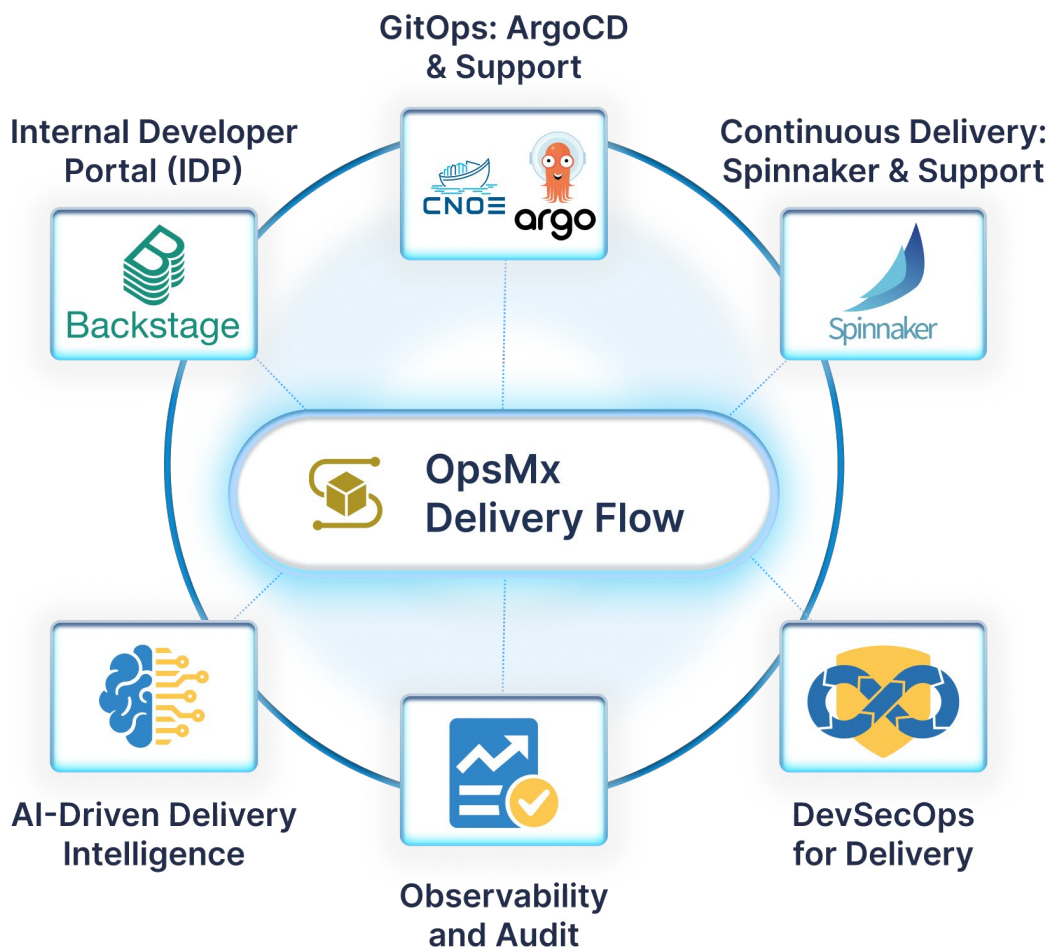 GitOps: ArgoCD
& Support
Internal Developer
Portal (IDP)
Continuous Delivery:
Spinnaker & Support
CNOE
argo
Backstage
Spinnaker
OpsMx
Delivery Flow
AI-Driven Delivery
Intelligence
DevSecOps
for Delivery
Observability
and Audit